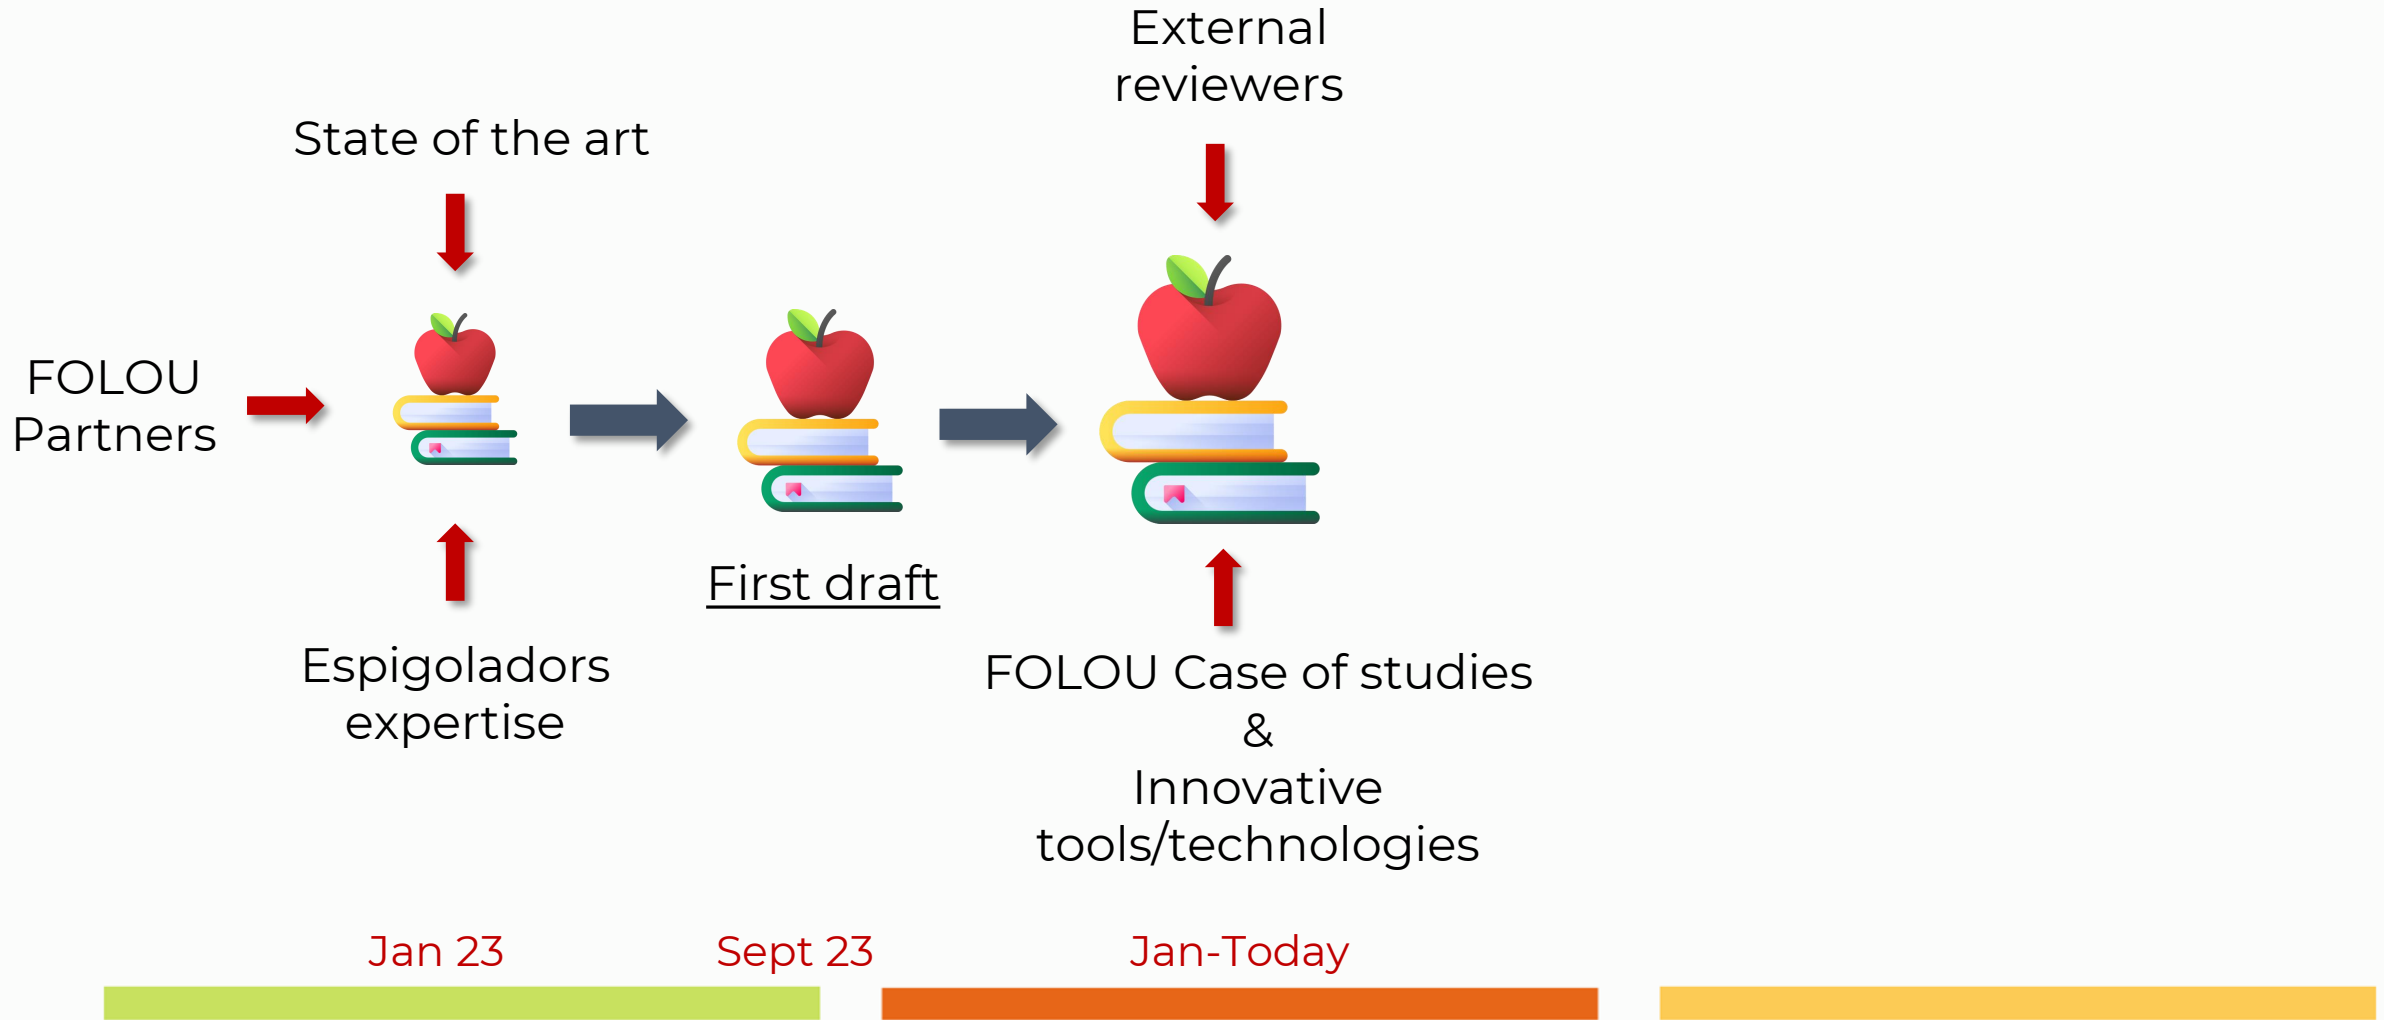 External
reviewers
State of the art
FOLOU
Partners
First draft
Espigoladors
expertise
FOLOU Case of studies
&
Innovative
tools/technologies
Jan 23
Sept 23
Jan-Today